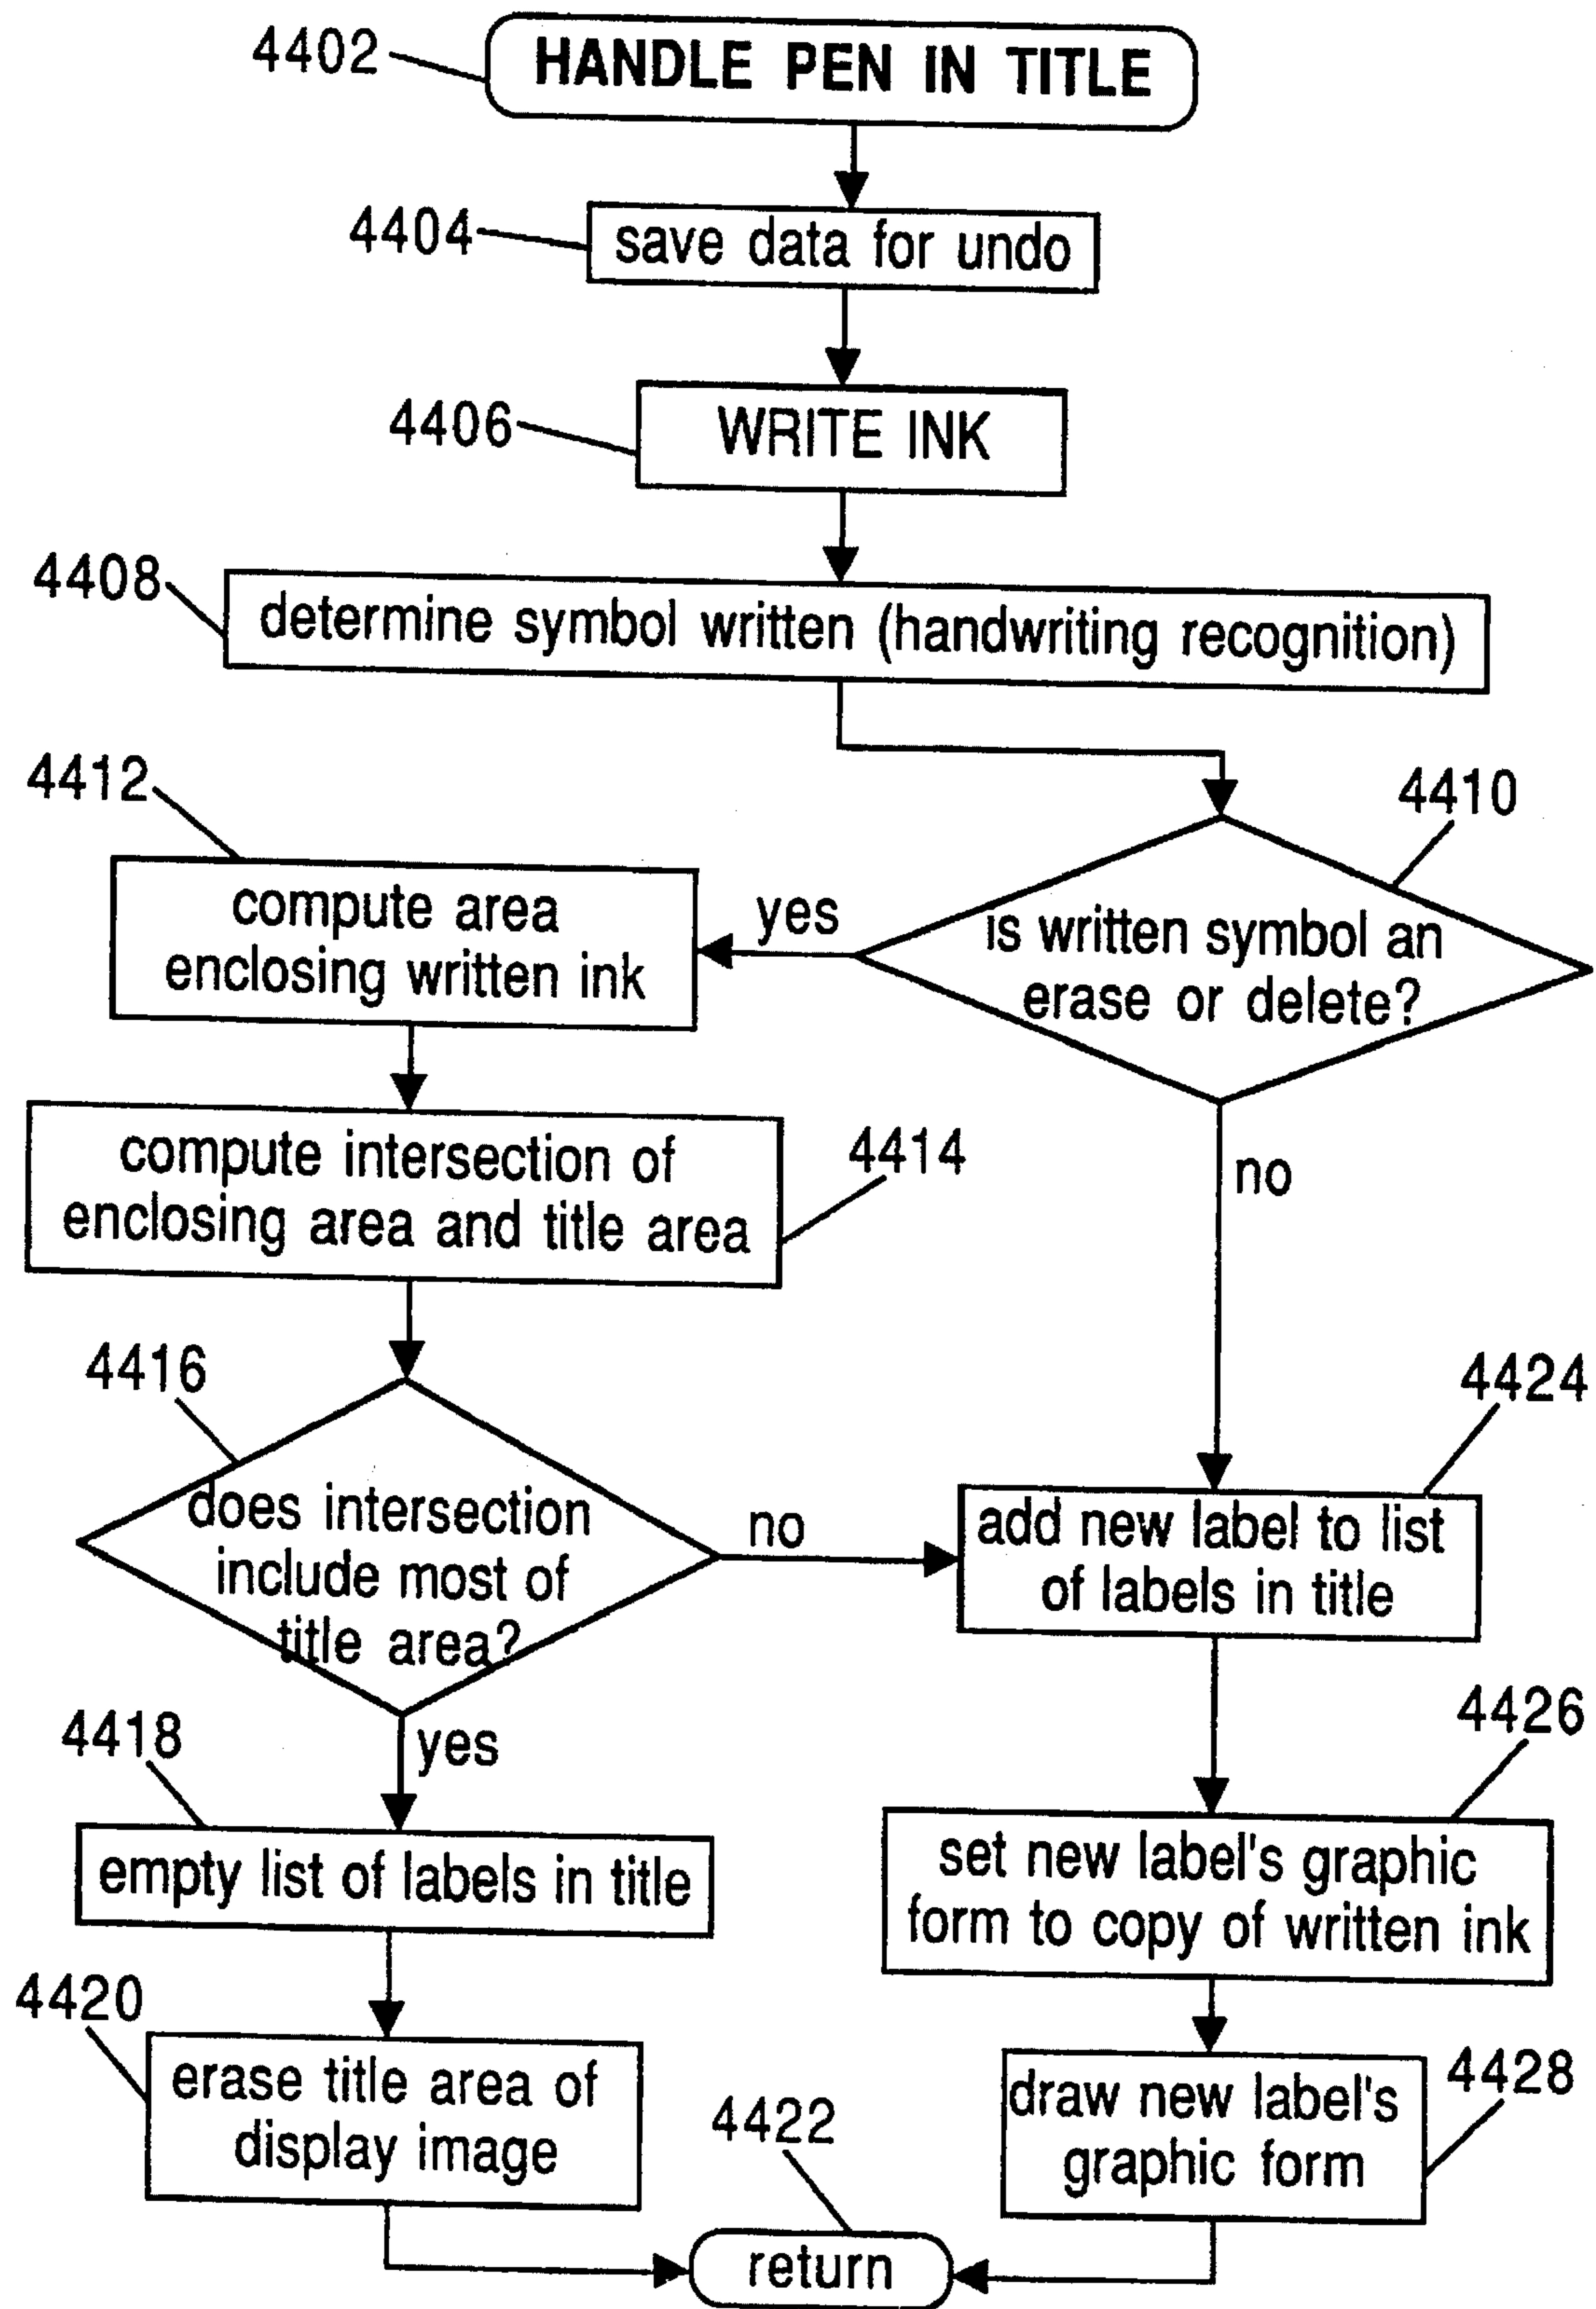 4402
HANDLE PEN IN TITLE
4404
save data for undo
4406
WRITE INK
4408
determine symbol written (handwriting recognition)
4412
4410
compute area
enclosing written ink
yes
is written symbol an
erase or delete?
compute intersection of
enclosing area and title area
4414
no
4416
4424
does intersection
include most of
title area?
no
add new label to list
of labels in title
4418
yes
4426
empty list of labels in title
set new label's graphic
form to copy of written ink
4420
erase title area of
display image
4422
draw new label's
graphic form
4428
return